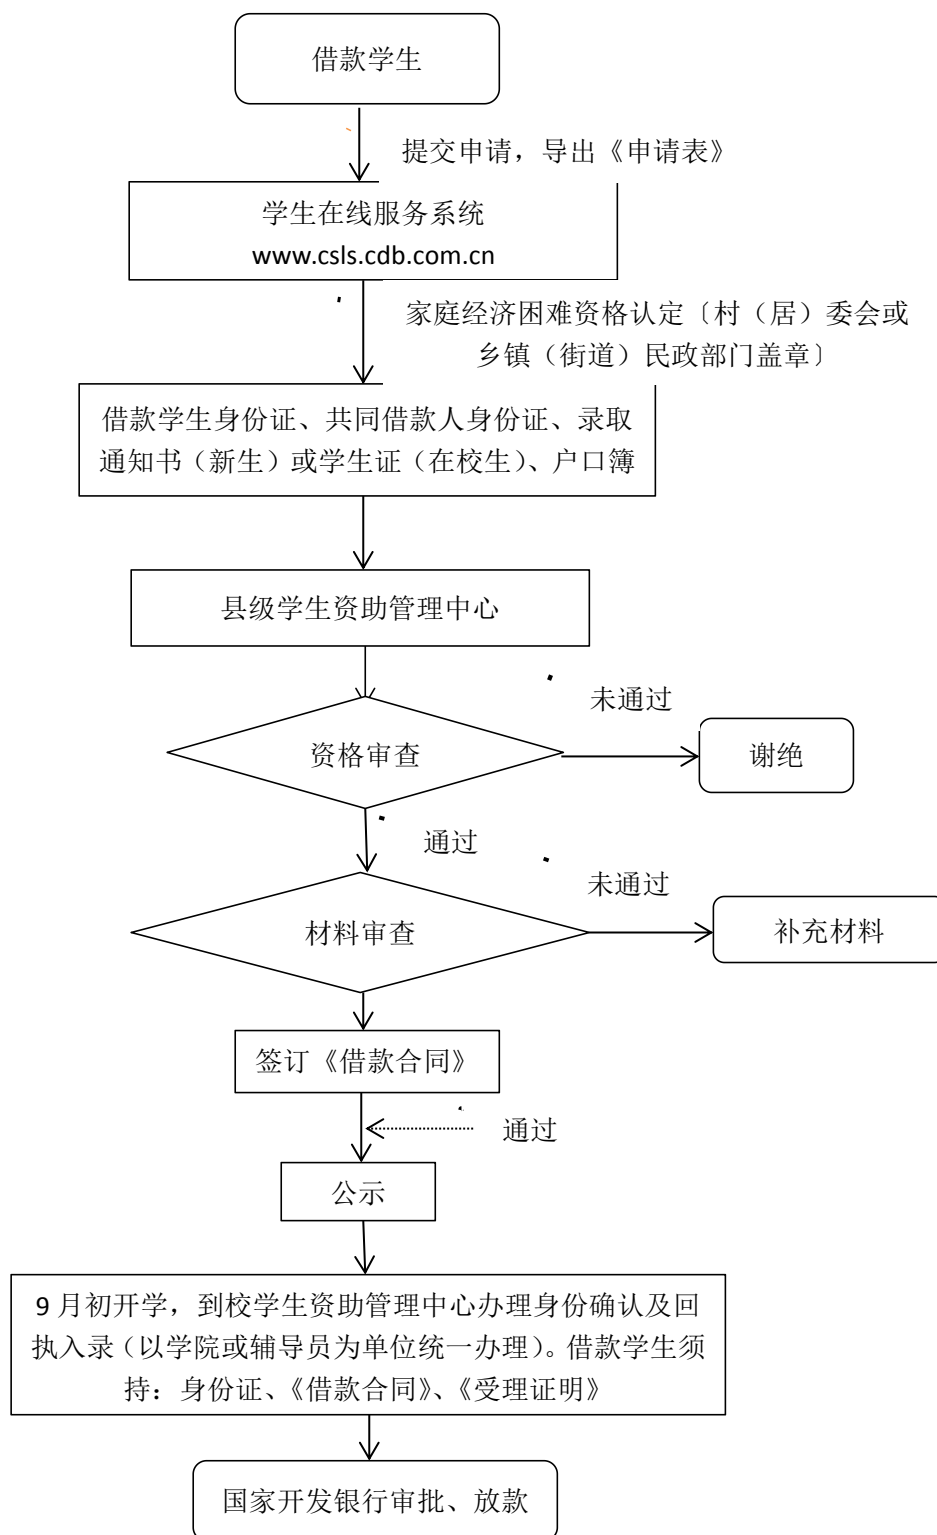 借款学生
提交申请，导出《申请表》
学生在线服务系统
www.csls.cdb.com.cn
家庭经济困难资格认定〔村（居）委会或
乡镇（街道）民政部门盖章〕
借款学生身份证、共同借款人身份证、录取
通知书（新生）或学生证（在校生）、户口簿
县级学生资助管理中心
未通过
资格审查
谢绝
通过
未通过
材料审查
补充材料
签订《借款合同》
通过
公示
9月初开学，到校学生资助管理中心办理身份确认及回
执入录（以学院或辅导员为单位统一办理）。借款学生须
持：身份证、《借款合同》、《受理证明》
国家开发银行审批、放款